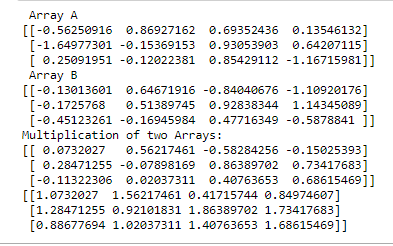 Array A
[[-0.56250916  0.86927162  0.69352436  0.13546132]
[-1.64977301 -0.15369153  0.93053903  0.64207115]
[ 0.25091951 -0.12022381  0.85429112 -1.16715981]]
Array B
[[-0.13013601  0.64671916 -0.84040676 -1.10920176]
[-0.1725768   0.51389745  0.92838344  1.14345089]
[-0.45123261 -0.16945984  0.47716349 -0.5878841 ]]
Multiplication of two Arrays:
[[ 0.0732027   0.56217461 -0.58284256 -0.15025393]
[ 0.28471255 -0.07898169  0.86389702  0.73417683]
[-0.11322306  0.02037311  0.40763653  0.68615469]]
[[1.0732027  1.56217461 0.41715744 0.84974607]
[1.28471255 0.92101831 1.86389702 1.73417683]
[0.88677694 1.02037311 1.40763653 1.68615469]]